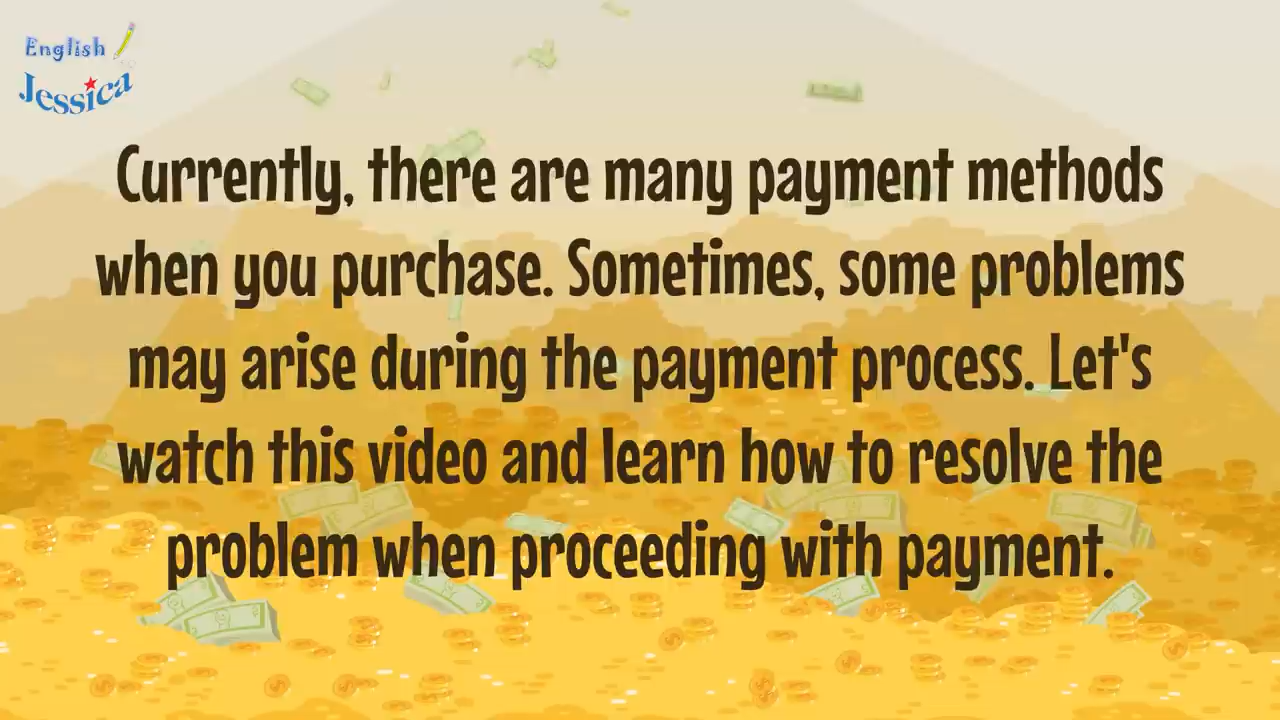 English
Jessica
Currently, there are many payment methods
when you purchase. Sometimes, some problems
may arise during the payment process. Let's
watch this video and learn how to resolve the
problem when proceeding with payment.